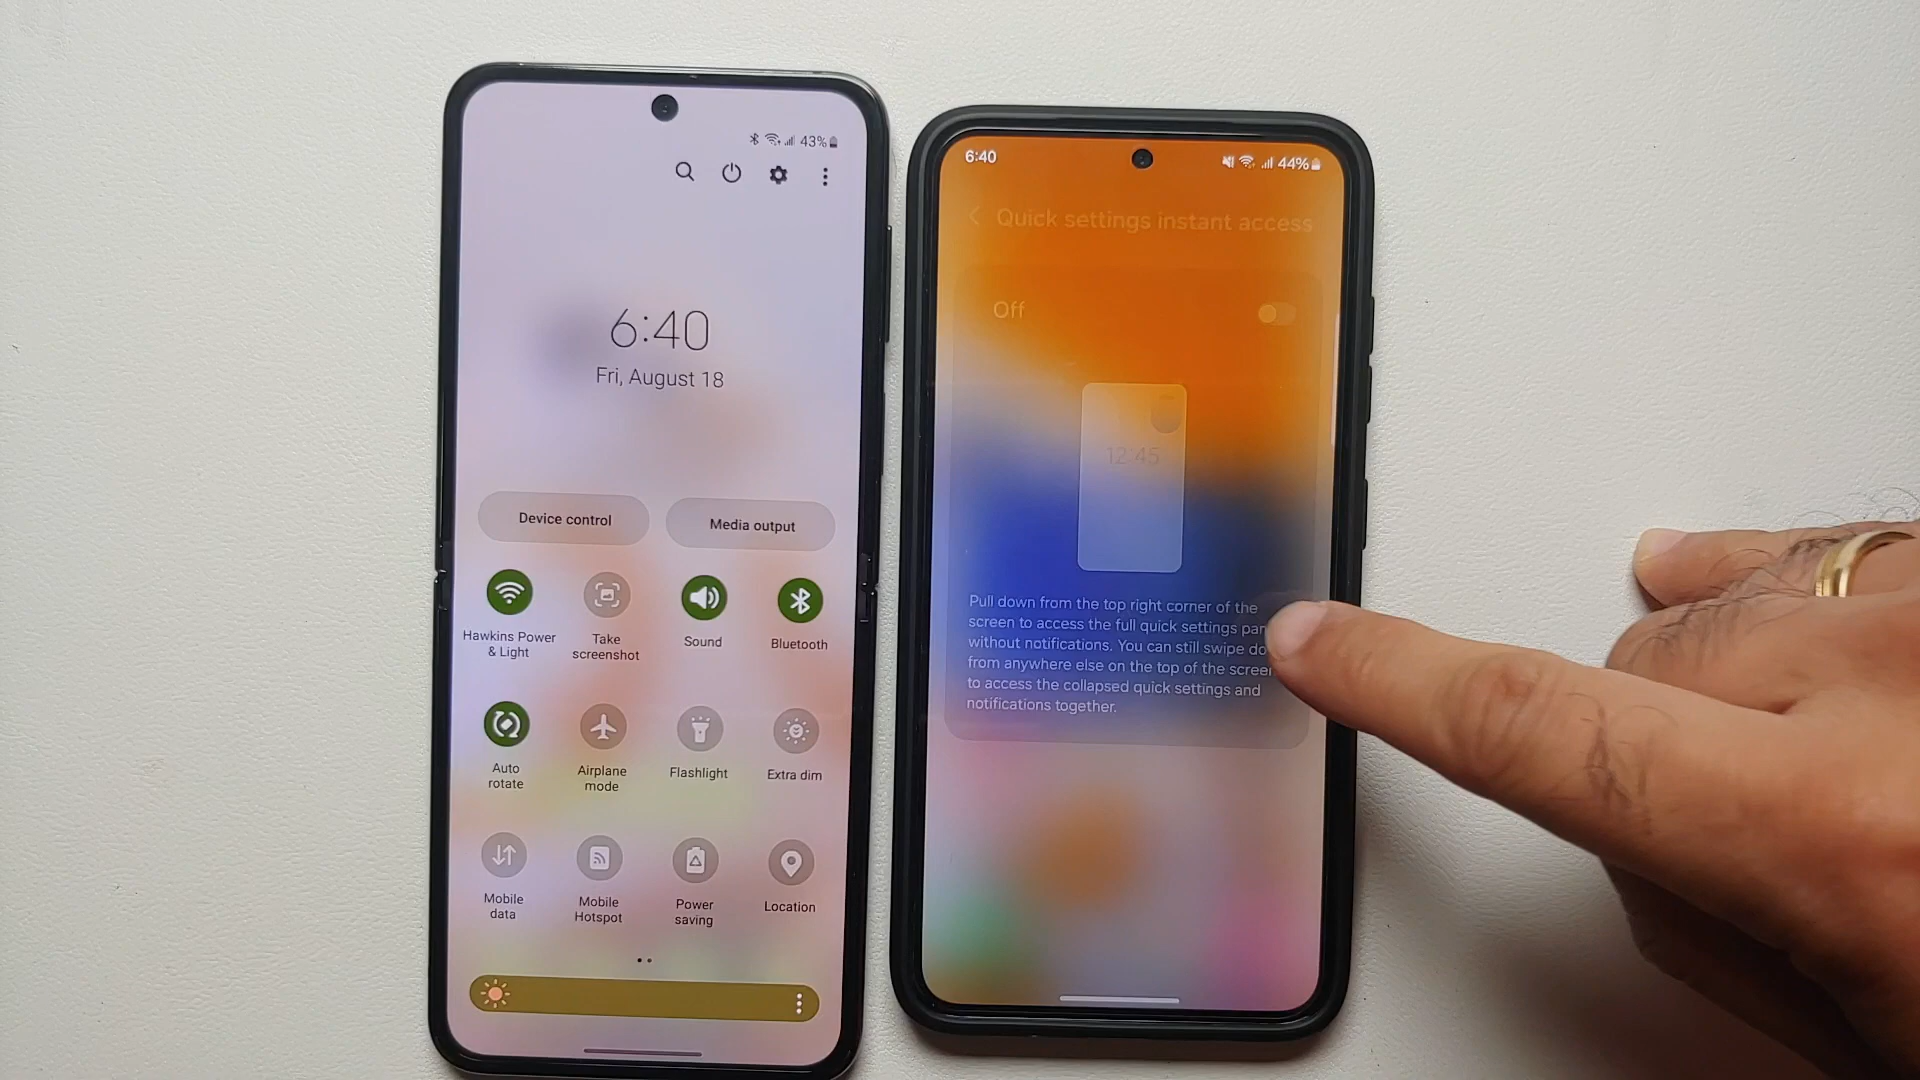 43%
6:40
Fri, August 18
Device control
Media output
Hawkins Power
& Light
Take
screenshot
Sound
Bluetooth
Auto
rotate
Airplane
mode
Flashlight
Extra dim
Mobile
data
Mobile
Hotspot
Power
saving
Location
6:40
44%
Quick settings instant access
Off
12:45
Pull down from the top right corner of the
screen to access the full quick settings pan
without notifications. You can still swipe do
from anywhere else on the top of the screen
to access the collapsed quick settings and
notifications together.